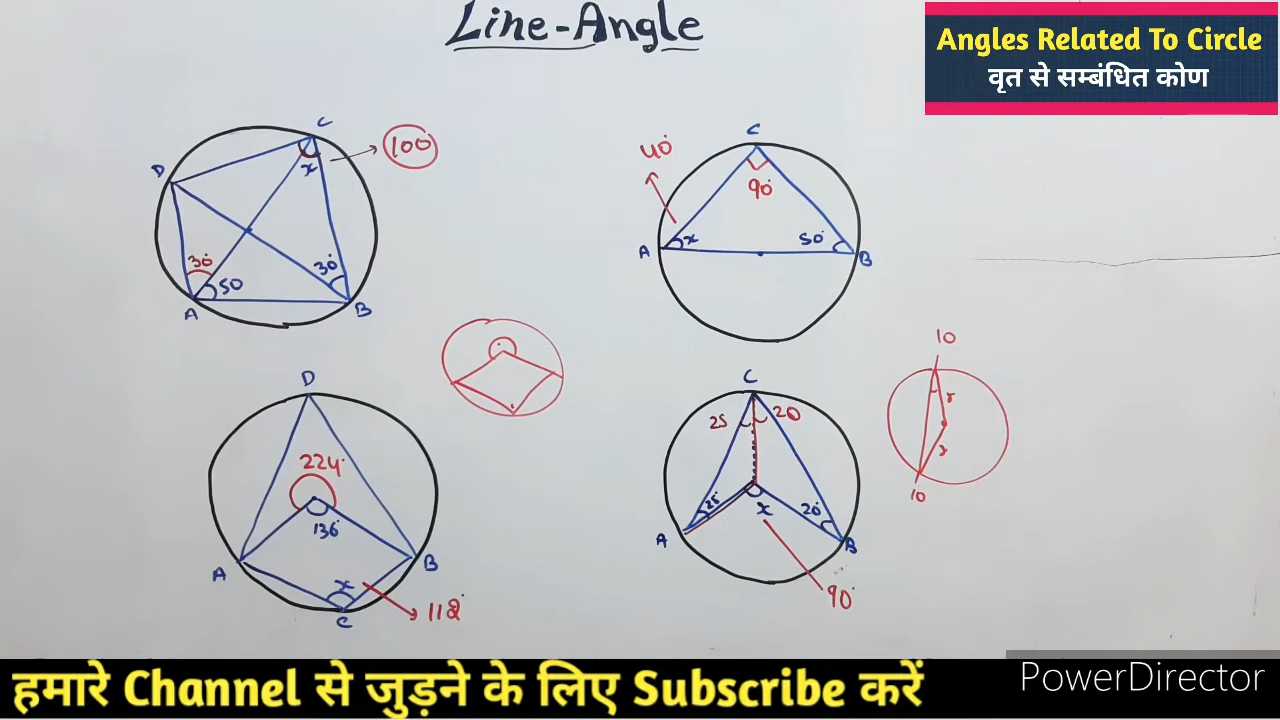 Line-Angle
Angles Related To Circle
वृत से सम्बंधित कोण
C
D
x
100°
30°
50
30°
A
B
C
40°
90°
A
x
50°
B
D
224°
136°
A
B
x
C
112°
C
25
20
25°
20°
x
A
B
90°
10
r
r
10
हमारे Channel से जुड़ने के लिए Subscribe करें
PowerDirector